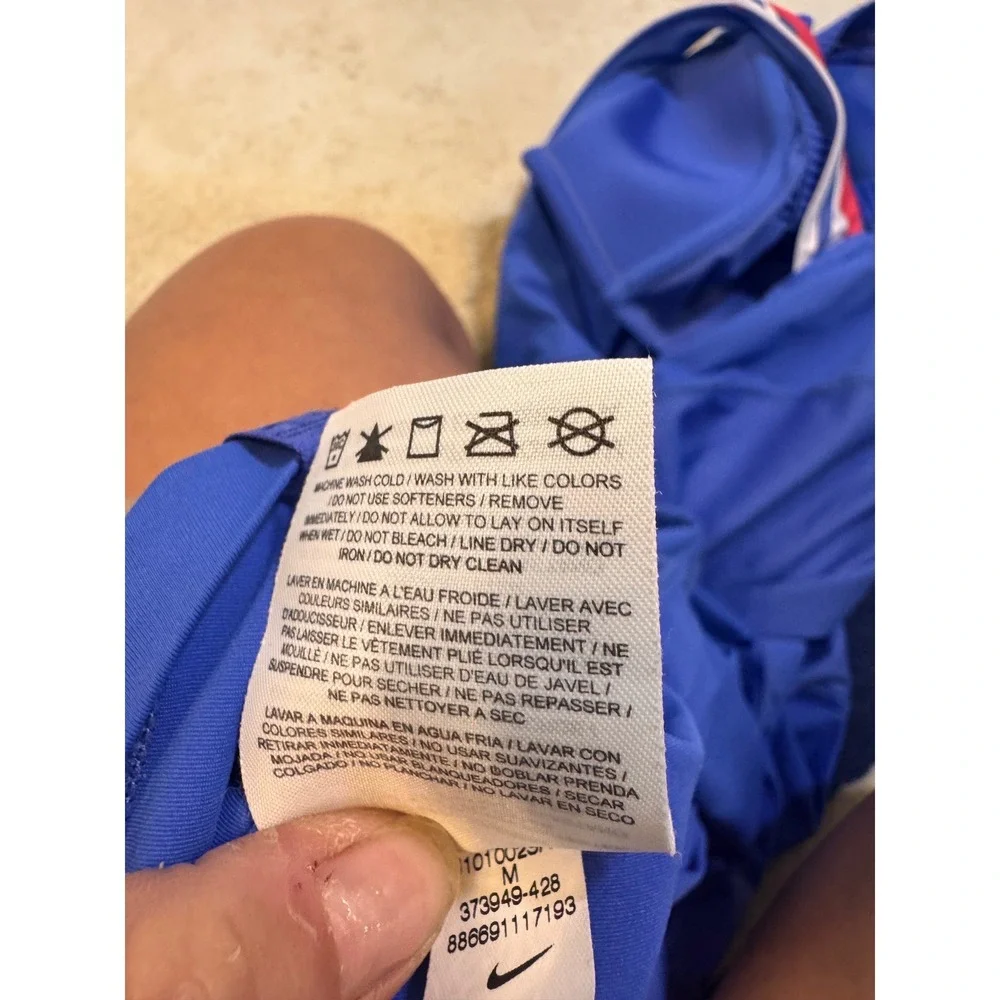 MACHINE WASH COLD / WASH WITH LIKE COLORS
/ DO NOT USE SOFTENERS / REMOVE
IMMEDIATELY / DO NOT ALLOW TO LAY ON ITSELF
WHEN WET / DO NOT BLEACH / LINE DRY / DO NOT
IRON / DO NOT DRY CLEAN
LAVER EN MACHINE A L'EAU FROIDE / LAVER AVEC
COULEURS SIMILAIRES / NE PAS UTILISER
D'ADOUCISSEUR / ENLEVER IMMEDIATEMENT / NE
PAS LAISSER LE VÊTEMENT PLIÉ LORSQU'IL EST
MOUILLÉ / NE PAS UTILISER D'EAU DE JAVEL /
SUSPENDRE POUR SECHER / NE PAS REPASSER /
NE PAS NETTOYER A SEC
LAVAR A MAQUINA EN AGUA FRIA / LAVAR CON
COLORES SIMILARES / NO USAR SUAVIZANTES /
RETIRAR INMEDIATAMENTE / NO DOBLAR PRENDA
MOJADA / NO USAR BLANQUEADORES / SECAR
COLGADO / NO PLANCHAR / NO LAVAR EN SECO
M
373949-428
886691117193